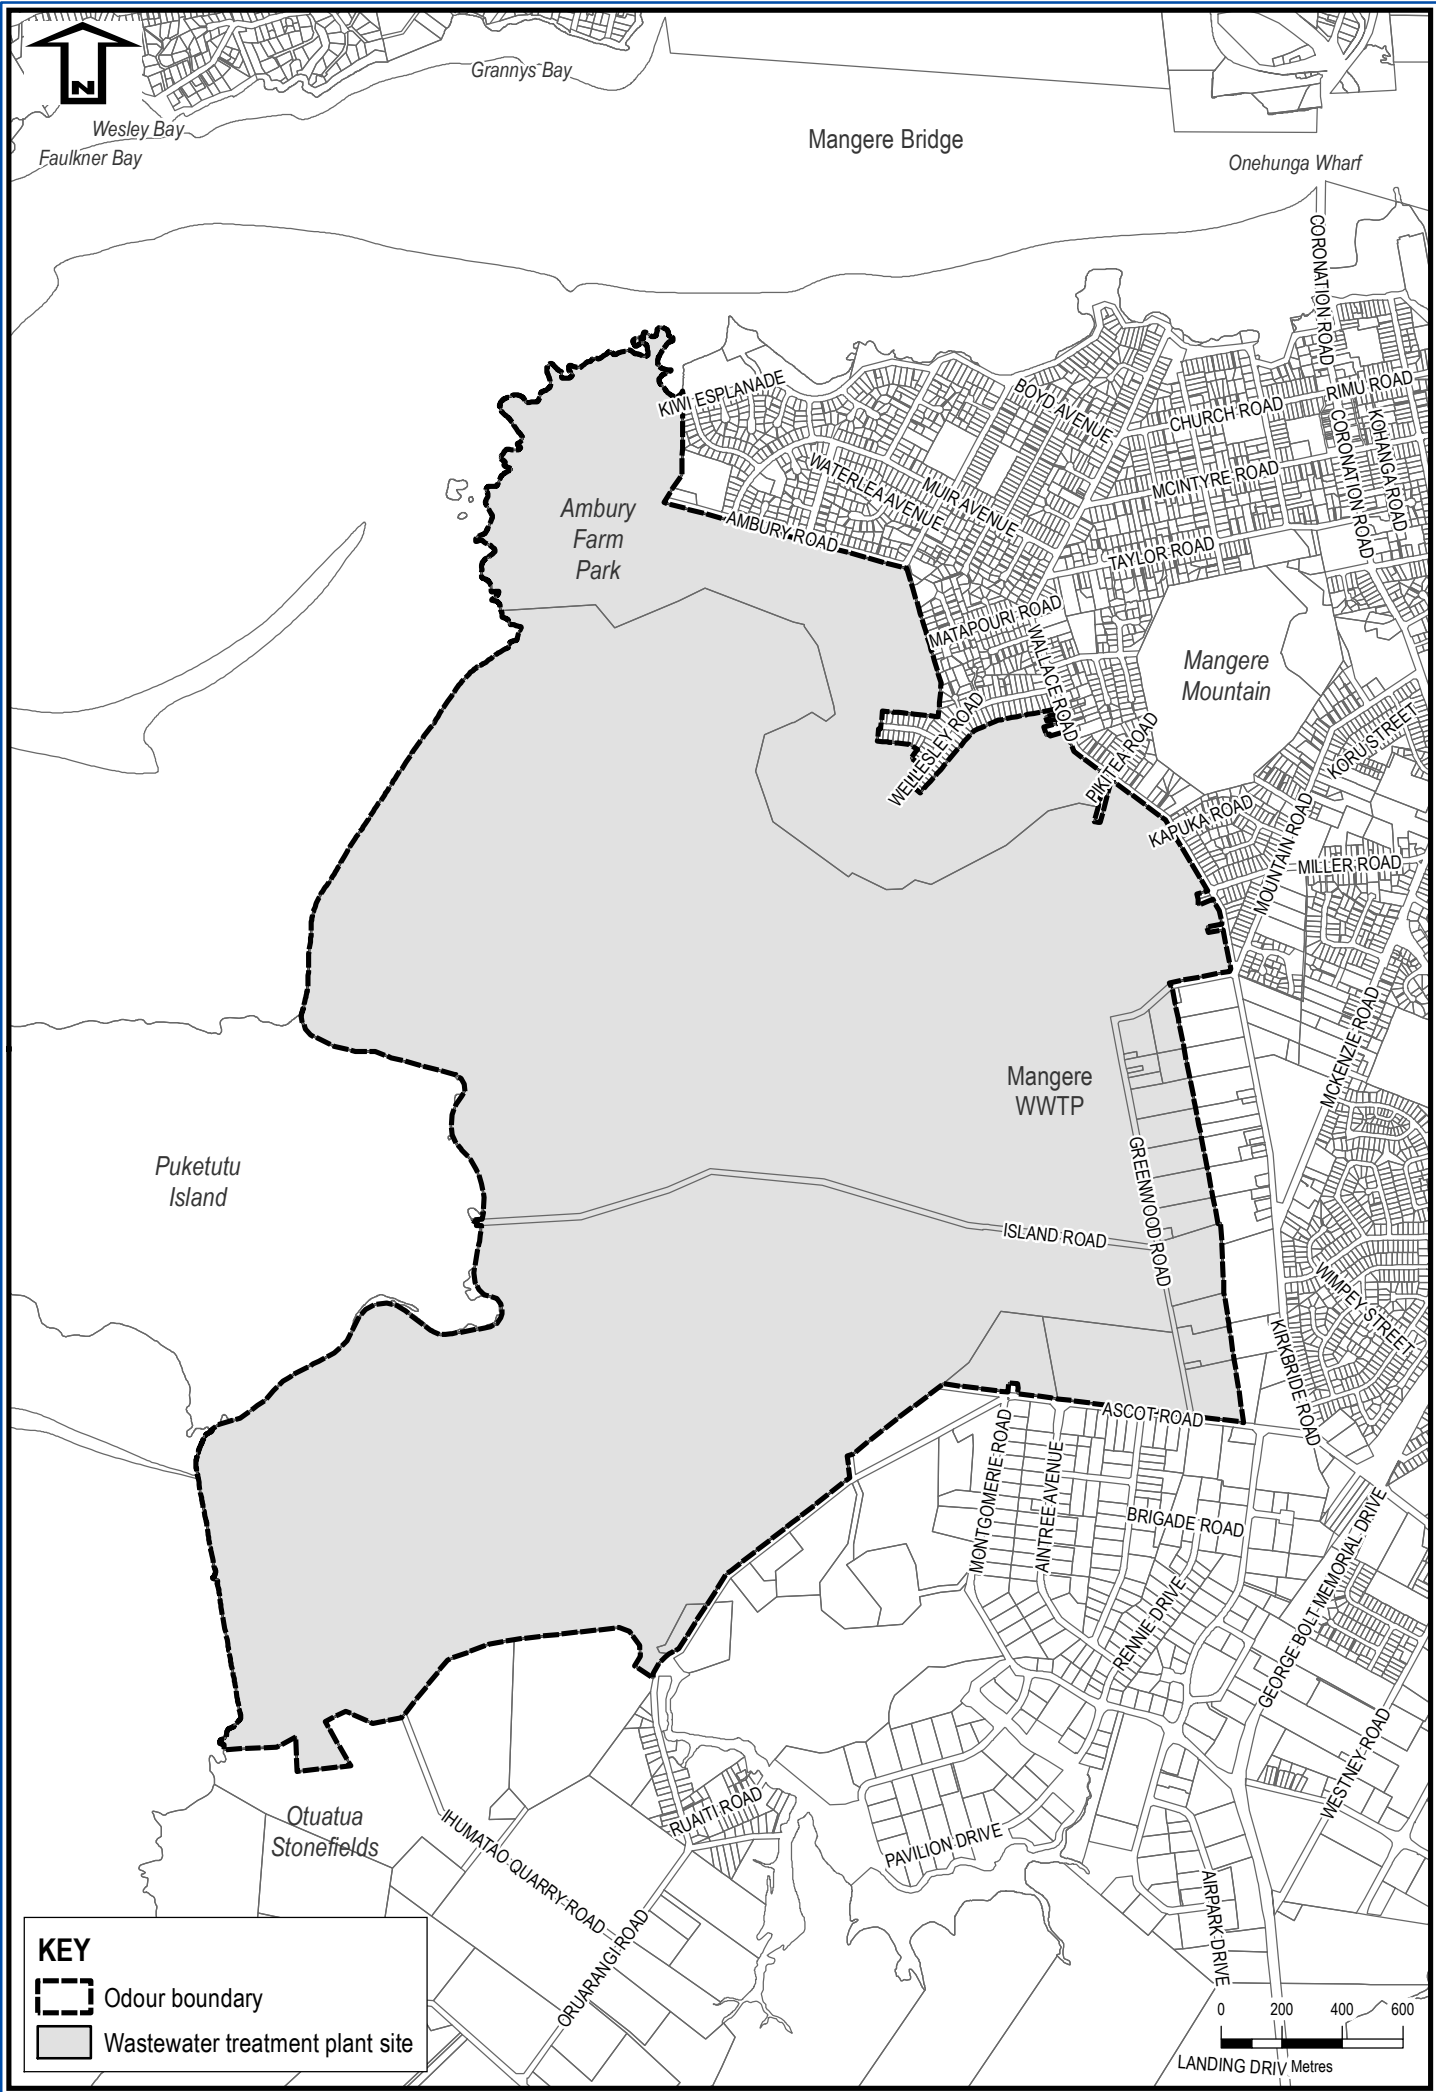 N
Grannys Bay
Wesley Bay
Faulkner Bay
Mangere Bridge
Onehunga Wharf
CORONATION ROAD
KIWI ESPLANADE
BOYD AVENUE
RIMU ROAD
CHURCH ROAD
KOHANGA ROAD
CORONATION ROAD
WATERLEA AVENUE
MUIR AVENUE
MCINTYRE ROAD
Ambury
Farm
Park
AMBURY ROAD
TAYLOR ROAD
MATAPOURI ROAD
WALLACE ROAD
Mangere
Mountain
WELLESLEY ROAD
PIKITEA ROAD
KORU STREET
KAPUKA ROAD
MOUNTAIN ROAD
MILLER ROAD
MCKENZIE ROAD
Mangere
WWTP
Puketutu
Island
GREENWOOD ROAD
ISLAND ROAD
WIMPEY STREET
KIRKBRIDE ROAD
ASCOT ROAD
MONTGOMERIE ROAD
AINTREE AVENUE
BRIGADE ROAD
GEORGE BOLT MEMORIAL DRIVE
RENNIE DRIVE
WESTNEY ROAD
Otuatua
Stonefields
IHUMATAO QUARRY ROAD
RUAITI ROAD
PAVILION DRIVE
AIRPARK DRIVE
ORUARANGI ROAD
KEY
Odour boundary
Wastewater treatment plant site
0 200 400 600
LANDING DRIV Metres